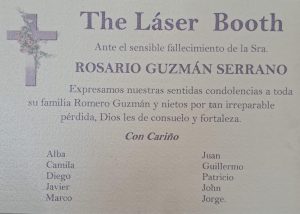 The Láser Booth
Ante el sensible fallecimiento de la Sra.
ROSARIO GUZMÁN SERRANO
Expresamos nuestras sentidas condolencias a toda
su familia Romero Guzmán y nietos por tan irreparable
pérdida, Dios les de consuelo y fortaleza.
Con Cariño
Alba
Camila
Diego
Javier
Marco
Juan
Guillermo
Patricio
John
Jorge.